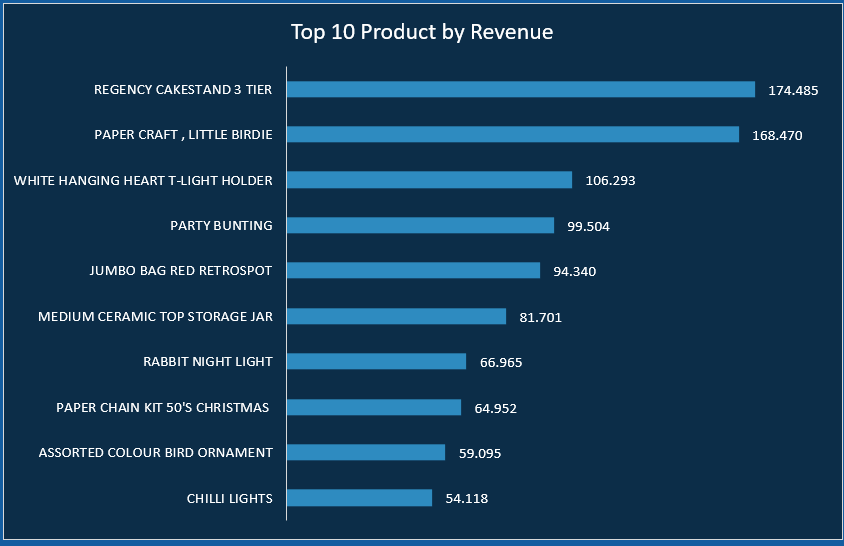 Top 10 Product by Revenue
REGENCY CAKESTAND 3 TIER 174.485
PAPER CRAFT , LITTLE BIRDIE 168.470
WHITE HANGING HEART T-LIGHT HOLDER 106.293
PARTY BUNTING 99.504
JUMBO BAG RED RETROSPOT 94.340
MEDIUM CERAMIC TOP STORAGE JAR 81.701
RABBIT NIGHT LIGHT 66.965
PAPER CHAIN KIT 50'S CHRISTMAS 64.952
ASSORTED COLOUR BIRD ORNAMENT 59.095
CHILLI LIGHTS 54.118